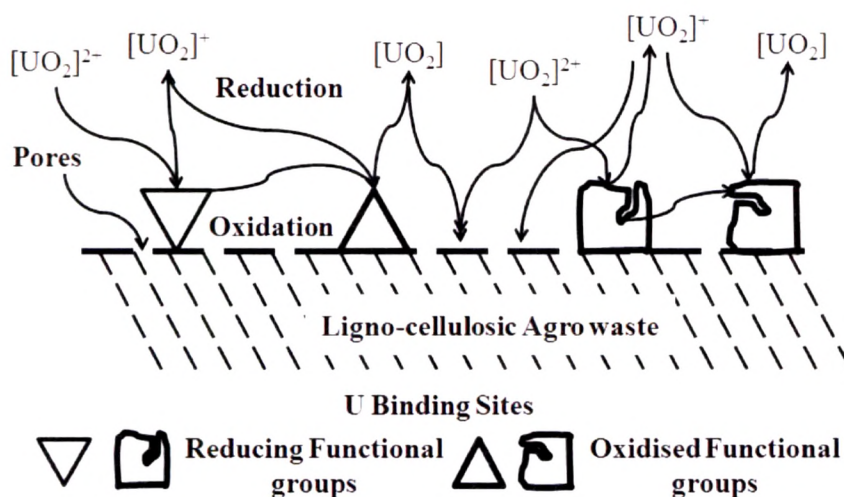 [UO₂]²⁺ [UO₂]⁺ [UO₂] [UO₂]²⁺ [UO₂]⁺ [UO₂]
Reduction
Pores
Oxidation
Ligno-cellulosic Agro waste
U Binding Sites
Reducing Functional groups
Oxidised Functional groups